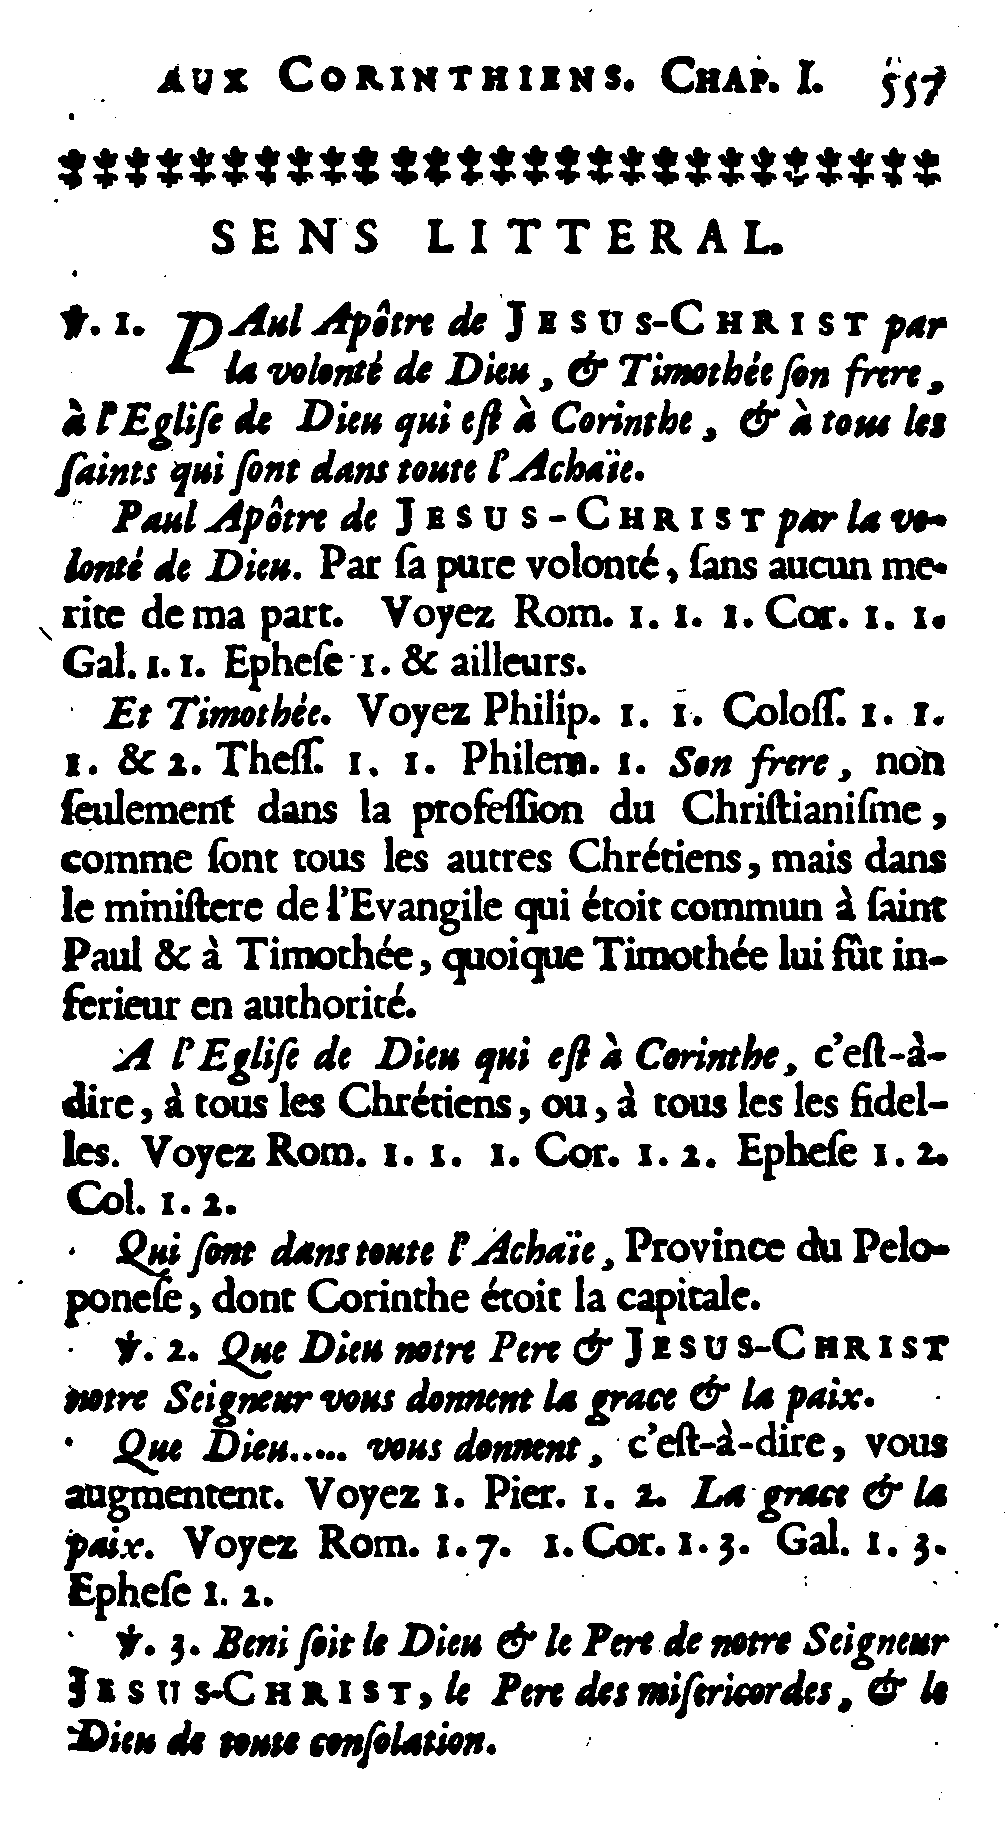 AUX CORINTHIENS. CHAP. I. 557
SENS LITTERAL.
℣. 1. PAul Apôtre de JESUS-CHRIST par
la volonté de Dieu, & Timothée ſon frere,
à l'Egliſe de Dieu qui eſt à Corinthe, & à tous les
ſaints qui ſont dans toute l'Achaïe.
Paul Apôtre de JESUS-CHRIST par la vo-
lonté de Dieu. Par ſa pure volonté, ſans aucun me-
rite de ma part. Voyez Rom. 1. 1. 1. Cor. 1. 1.
Gal. 1. 1. Epheſe 1. & ailleurs.
Et Timothée. Voyez Philip. 1. 1. Coloſſ. 1. 1.
1. & 2. Theſſ. 1. 1. Philem. 1. Son frere, non
ſeulement dans la profeſſion du Chriſtianiſme,
comme ſont tous les autres Chrétiens, mais dans
le miniſtere de l'Evangile qui étoit commun à ſaint
Paul & à Timothée, quoique Timothée lui fût in-
ferieur en authorité.
A l'Egliſe de Dieu qui eſt à Corinthe, c'eſt-à-
dire, à tous les Chrétiens, ou, à tous les les fidel-
les. Voyez Rom. 1. 1. 1. Cor. 1. 2. Epheſe 1. 2.
Col. 1. 2.
Qui ſont dans toute l'Achaïe, Province du Pelo-
poneſe, dont Corinthe étoit la capitale.
℣. 2. Que Dieu notre Pere & JESUS-CHRIST
notre Seigneur vous donnent la grace & la paix.
Que Dieu..... vous donnent, c'eſt-à-dire, vous
augmentent. Voyez 1. Pier. 1. 2. La grace & la
paix. Voyez Rom. 1. 7. 1. Cor. 1. 3. Gal. 1. 3.
Epheſe 1. 2.
℣. 3. Beni ſoit le Dieu & le Pere de notre Seigneur
JESUS-CHRIST, le Pere des miſericordes, & le
Dieu de toute conſolation.